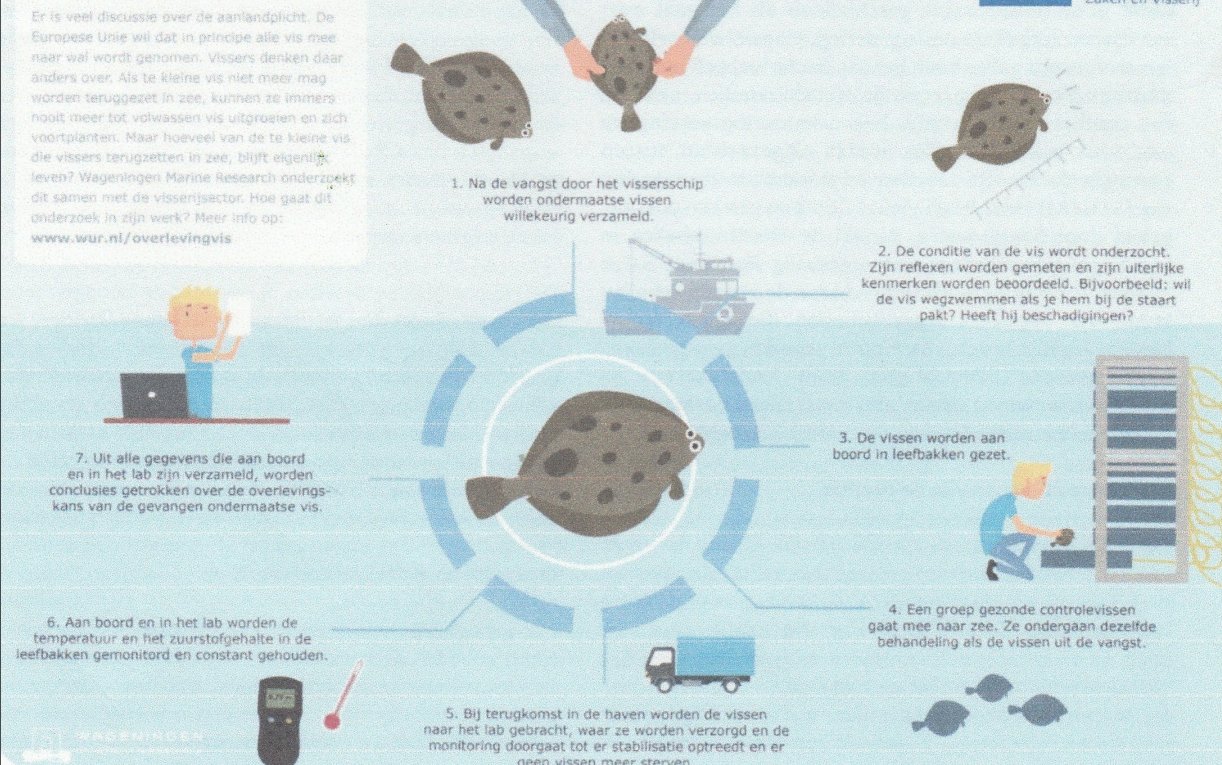 Er is veel discussie over de aanlandplicht. De
Europese Unie wil dat in principe alle vis mee
naar wal wordt genomen. Vissers denken daar
anders over. Als te kleine vis niet meer mag
worden teruggezet in zee, kunnen ze immers
nooit meer tot volwassen vis uitgroeien en zich
voortplanten. Maar hoeveel van de te kleine vis
die vissers terugzetten in zee, blijft eigenlijk
leven? Wageningen Marine Research onderzoekt
dit samen met de visserijsector. Hoe gaat dit
onderzoek in zijn werk? Meer info op:
www.wur.nl/overlevingvis
Zaken en Visserij
1. Na de vangst door het vissersschip
worden ondermaatse vissen
willekeurig verzameld.
2. De conditie van de vis wordt onderzocht.
Zijn reflexen worden gemeten en zijn uiterlijke
kenmerken worden beoordeeld. Bijvoorbeeld: wil
de vis wegzwemmen als je hem bij de staart
pakt? Heeft hij beschadigingen?
3. De vissen worden aan
boord in leefbakken gezet.
4. Een groep gezonde controlevissen
gaat mee naar zee. Ze ondergaan dezelfde
behandeling als de vissen uit de vangst.
5. Bij terugkomst in de haven worden de vissen
naar het lab gebracht, waar ze worden verzorgd en de
monitoring doorgaat tot er stabilisatie optreedt en er
geen vissen meer sterven.
6. Aan boord en in het lab worden de
temperatuur en het zuurstofgehalte in de
leefbakken gemonitord en constant gehouden.
7. Uit alle gegevens die aan boord
en in het lab zijn verzameld, worden
conclusies getrokken over de overlevings-
kans van de gevangen ondermaatse vis.
WAGENINGEN